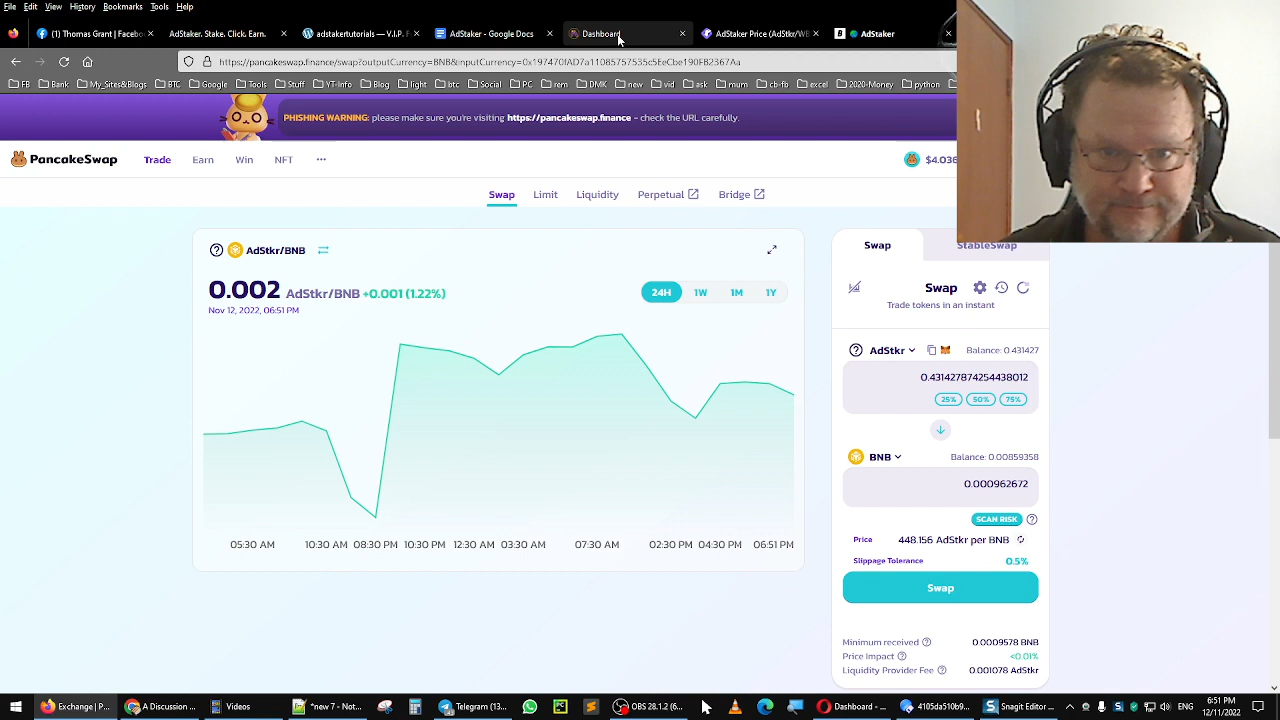 File Edit View History Bookmarks Tools Help
(1) Thomas Grant | Facebo
AdStaker. Stake. Click. Earn.
adstakertutorials — V.I.P. F
AdStaker - Google Docs
Dashboard
AdStaker Price (AdStkr/WB
AdStaker
https://pancakeswap.finance/swap?outputCurrency=BNB&inputCurrency=0x197470fAD7a11085757535c5EeCbe190FB2367Aa
FB Bank My_Sites&Blogs BTC Google Tools YT-Info Blog light btc Social PC rem DMK new vid ask mum cb-fb excel 2020-Money P
PHISHING WARNING: please make sure you're visiting https://pancakeswap.finance - check the URL carefully.
PancakeSwap Trade Earn Win NFT ••• $4.036
Swap Limit Liquidity Perpetual Bridge
AdStkr/BNB
0.002 AdStkr/BNB +0.001 (1.22%)
Nov 12, 2022, 06:51 PM
24H 1W 1M 1Y
05:30 AM 10:30 AM 08:30 PM 10:30 PM 12:30 AM 03:30 AM 07:30 AM 02:30 PM 04:30 PM 06:51 PM
Swap StableSwap
Swap
Trade tokens in an instant
AdStkr Balance: 0.431427
0.431427874254438012
25% 50% 75%
BNB Balance: 0.00859358
0.000962672
SCAN RISK
Price 448.156 AdStkr per BNB
Slippage Tolerance 0.5%
Swap
Minimum received 0.0009578 BNB
Price Impact <0.01%
Liquidity Provider Fee 0.001078 AdStkr
Exchange | P...
A Discussion ...
Videos
*new 7 - Not...
Telegram (13...
OBS 28.1.2 (6...
Dashboard - ...
4105da510b9...
Snagit Editor ...
ENG
6:51 PM
12/11/2022